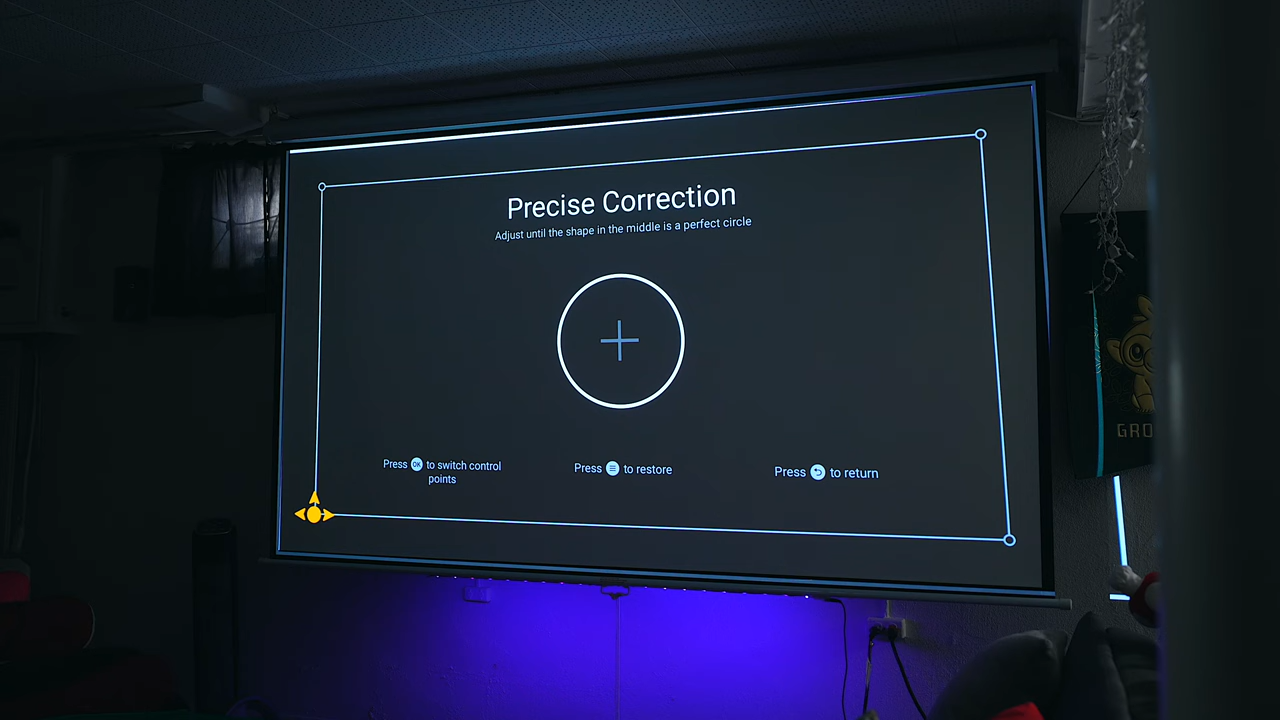 Precise Correction
Adjust until the shape in the middle is a perfect circle
Press OK to switch control
points
Press to restore
Press to return
GRO